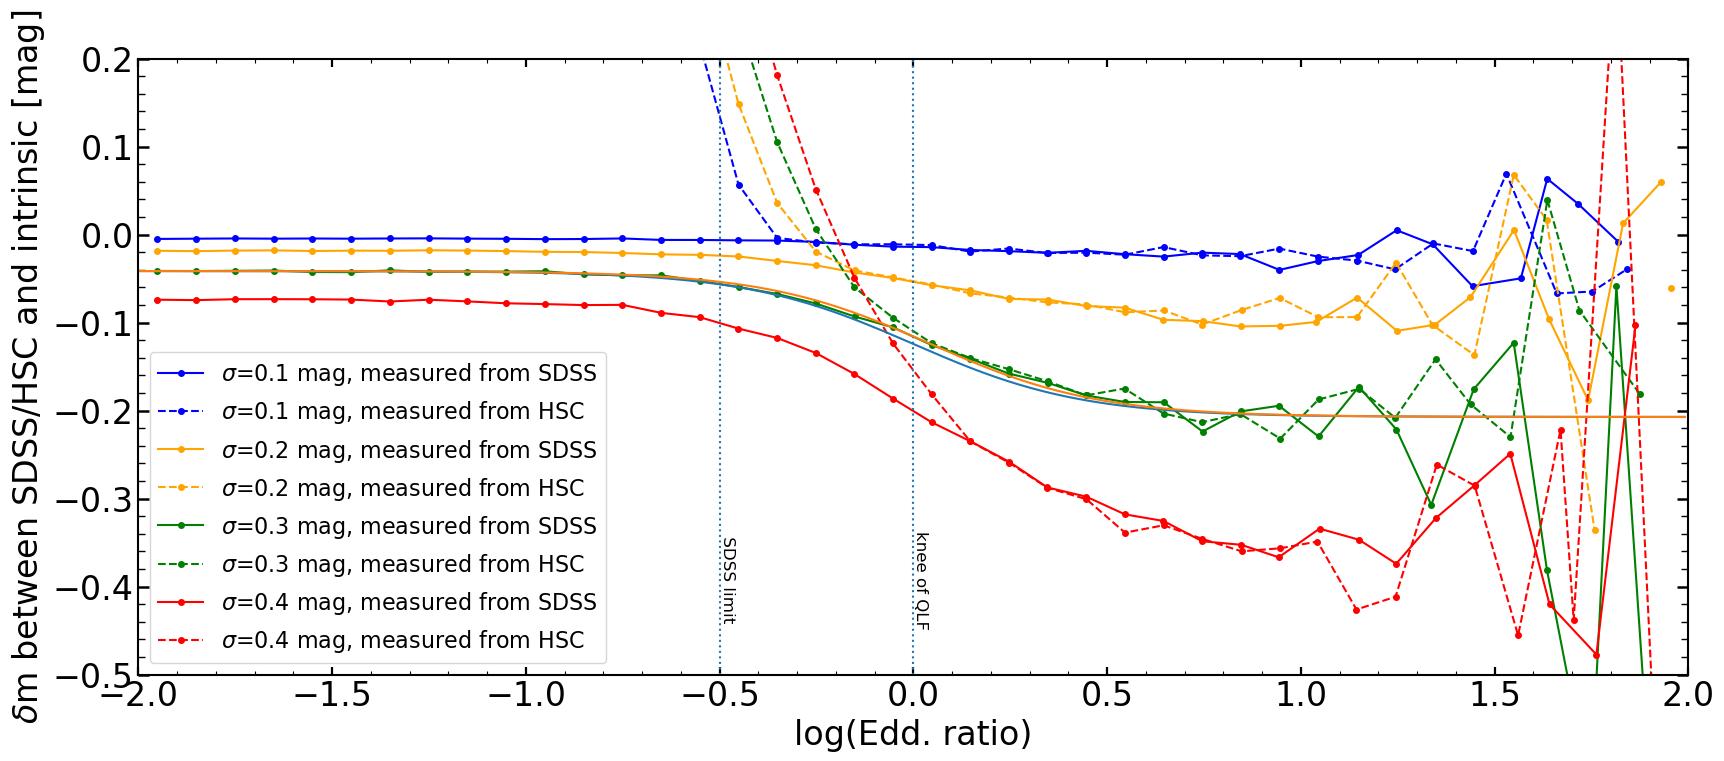 δm between SDSS/HSC and intrinsic [mag]
0.2
0.1
0.0
−0.1
−0.2
−0.3
−0.4
−0.5
σ=0.1 mag, measured from SDSS
σ=0.1 mag, measured from HSC
σ=0.2 mag, measured from SDSS
σ=0.2 mag, measured from HSC
σ=0.3 mag, measured from SDSS
σ=0.3 mag, measured from HSC
σ=0.4 mag, measured from SDSS
σ=0.4 mag, measured from HSC
SDSS limit
knee of QLF
−2.0 −1.5 −1.0 −0.5 0.0 0.5 1.0 1.5 2.0
log(Edd. ratio)